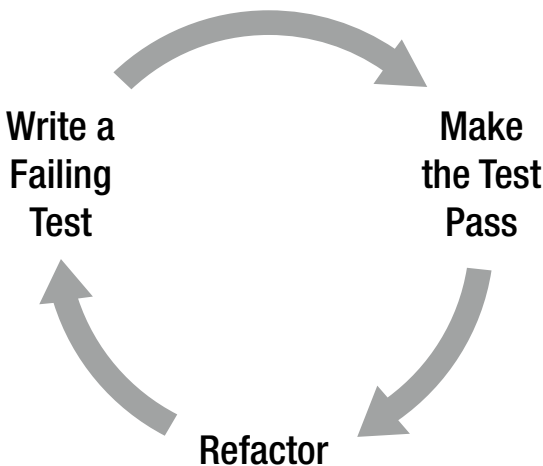 Write a
Failing
Test
Make
the Test
Pass
Refactor